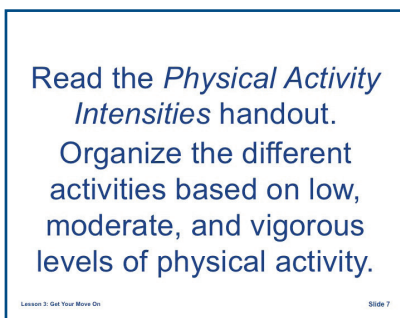 Read the Physical Activity
Intensities handout.
Organize the different
activities based on low,
moderate, and vigorous
levels of physical activity.
Lesson 3: Get Your Move On
Slide 7